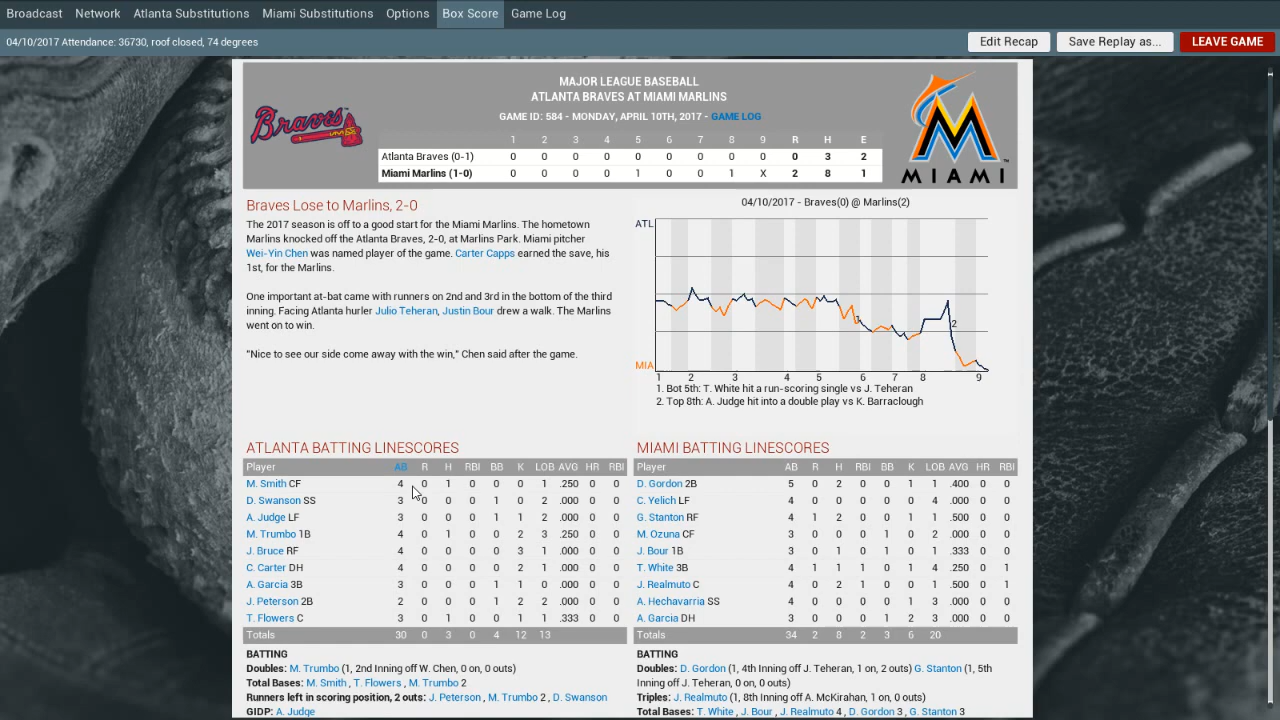 Broadcast Network Atlanta Substitutions Miami Substitutions Options Box Score Game Log
04/10/2017 Attendance: 36730, roof closed, 74 degrees Edit Recap Save Replay as... LEAVE GAME
Braves
MAJOR LEAGUE BASEBALL
ATLANTA BRAVES AT MIAMI MARLINS
GAME ID: 584 - MONDAY, APRIL 10TH, 2017 - GAME LOG
1 2 3 4 5 6 7 8 9 R H E
Atlanta Braves (0-1) 0 0 0 0 0 0 0 0 0 0 3 2
Miami Marlins (1-0) 0 0 0 0 1 0 0 1 X 2 8 1
MIAMI
Braves Lose to Marlins, 2-0
The 2017 season is off to a good start for the Miami Marlins. The hometown
Marlins knocked off the Atlanta Braves, 2-0, at Marlins Park. Miami pitcher
Wei-Yin Chen was named player of the game. Carter Capps earned the save, his
1st, for the Marlins.
One important at-bat came with runners on 2nd and 3rd in the bottom of the third
inning. Facing Atlanta hurler Julio Teheran, Justin Bour drew a walk. The Marlins
went on to win.
"Nice to see our side come away with the win," Chen said after the game.
04/10/2017 - Braves(0) @ Marlins(2)
ATL
1
2
MIA
1 2 3 4 5 6 7 8 9
1. Bot 5th: T. White hit a run-scoring single vs J. Teheran
2. Top 8th: A. Judge hit into a double play vs K. Barraclough
ATLANTA BATTING LINESCORES
Player AB R H RBI BB K LOB AVG HR RBI
M. Smith CF 4 0 1 0 0 0 1 .250 0 0
D. Swanson SS 3 0 0 0 1 0 2 .000 0 0
A. Judge LF 3 0 0 0 1 1 2 .000 0 0
M. Trumbo 1B 4 0 1 0 0 2 3 .250 0 0
J. Bruce RF 4 0 0 0 0 3 1 .000 0 0
C. Carter DH 4 0 0 0 0 2 1 .000 0 0
A. Garcia 3B 3 0 0 0 1 1 0 .000 0 0
J. Peterson 2B 2 0 0 0 1 2 2 .000 0 0
T. Flowers C 3 0 1 0 0 1 1 .333 0 0
Totals 30 0 3 0 4 12 13
BATTING
Doubles: M. Trumbo (1, 2nd Inning off W. Chen, 0 on, 0 outs)
Total Bases: M. Smith , T. Flowers , M. Trumbo 2
Runners left in scoring position, 2 outs: J. Peterson , M. Trumbo 2 , D. Swanson
GIDP: A. Judge
MIAMI BATTING LINESCORES
Player AB R H RBI BB K LOB AVG HR RBI
D. Gordon 2B 5 0 2 0 0 1 1 .400 0 0
C. Yelich LF 4 0 0 0 0 0 4 .000 0 0
G. Stanton RF 4 1 2 0 0 1 1 .500 0 0
M. Ozuna CF 3 0 0 0 1 0 2 .000 0 0
J. Bour 1B 3 0 1 0 1 0 1 .333 0 0
T. White 3B 4 1 1 1 0 1 4 .250 0 1
J. Realmuto C 4 0 2 1 0 0 1 .500 0 1
A. Hechavarria SS 4 0 0 0 0 1 3 .000 0 0
A. Garcia DH 3 0 0 0 1 2 3 .000 0 0
Totals 34 2 8 2 3 6 20
BATTING
Doubles: D. Gordon (1, 4th Inning off J. Teheran, 1 on, 2 outs) G. Stanton (1, 5th
Inning off J. Teheran, 0 on, 0 outs)
Triples: J. Realmuto (1, 8th Inning off A. McKirahan, 1 on, 0 outs)
Total Bases: T. White , J. Bour , J. Realmuto 4 , D. Gordon 3 , G. Stanton 3